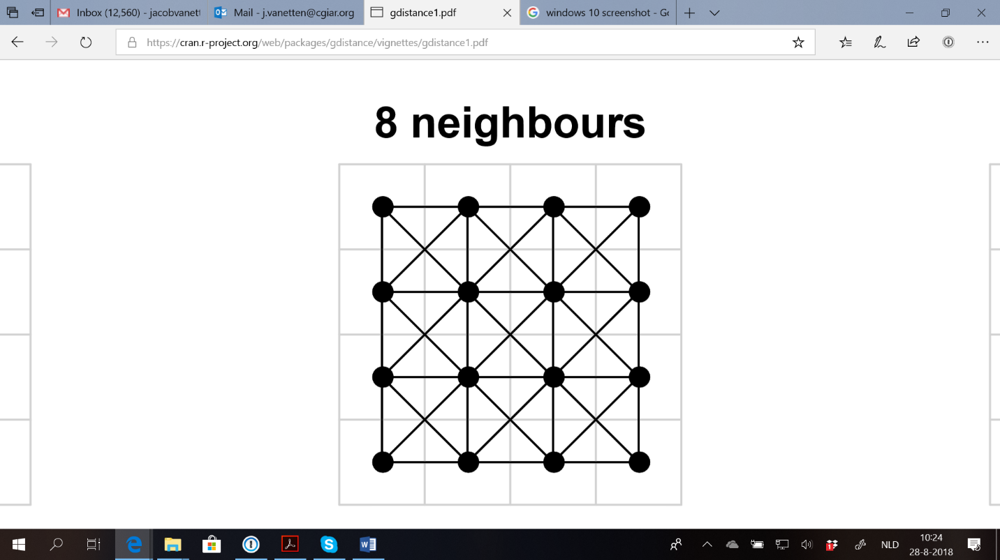 Inbox (12,560) - jacobvanett
Mail - j.vanetten@cgiar.org
gdistance1.pdf
windows 10 screenshot - Go
https://cran.r-project.org/web/packages/gdistance/vignettes/gdistance1.pdf
8 neighbours
NLD
10:24
28-8-2018